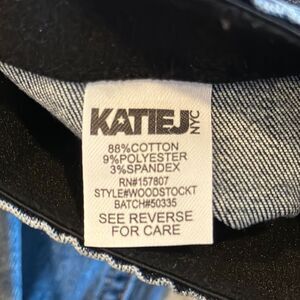 KATIEJ NYC
88%COTTON
9%POLYESTER
3%SPANDEX
RN#157807
STYLE#WOODSTOCKT
BATCH#50335
SEE REVERSE
FOR CARE